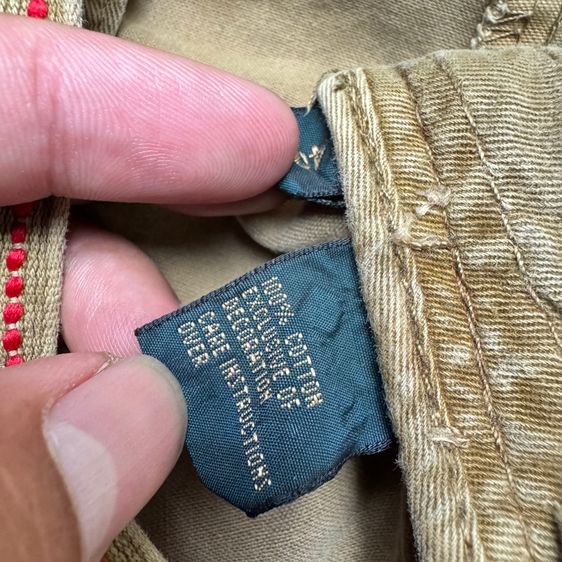 100% COTTON
EXCLUSIVE OF
DECORATION
CARE INSTRUCTIONS
OVER